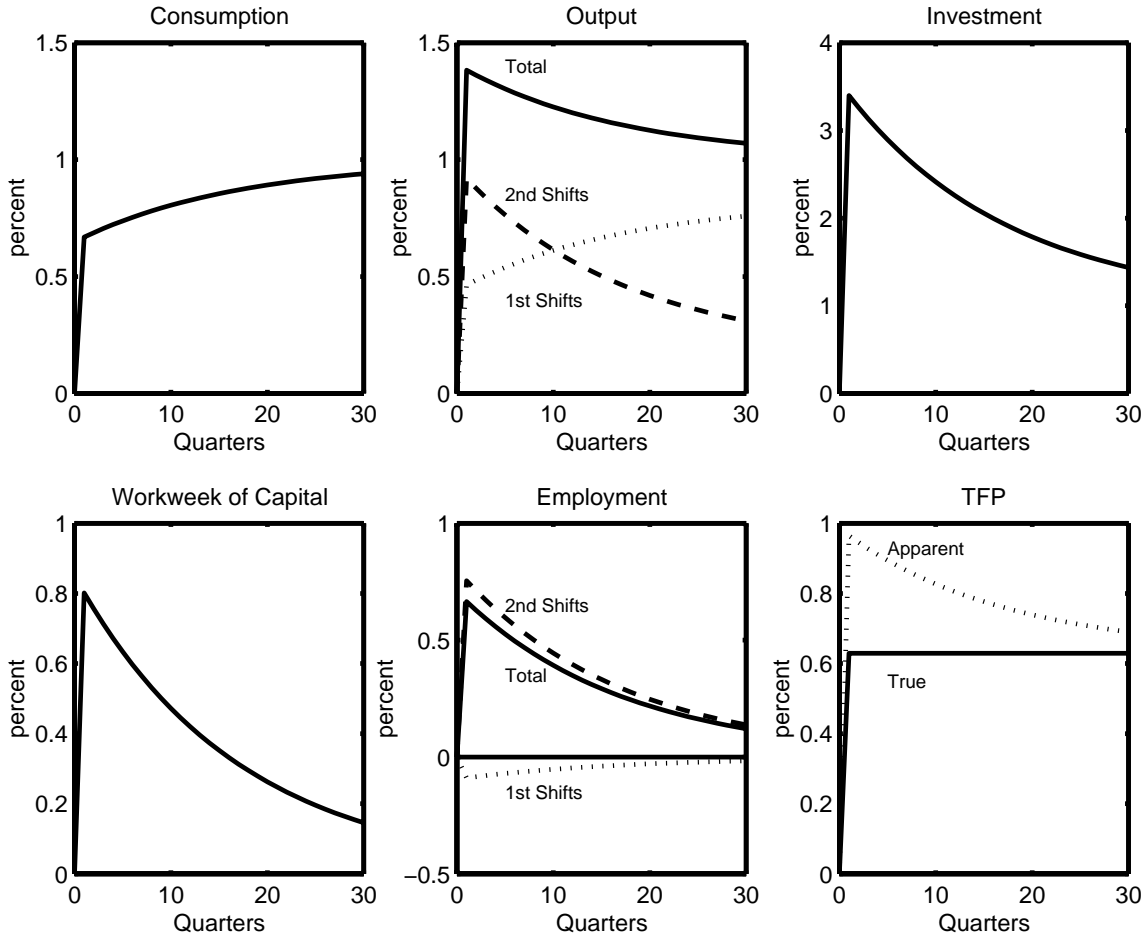 Consumption
1.5
1
0.5
0
percent
0
10
20
30
Quarters
Output
1.5
1
0.5
0
percent
Total
2nd Shifts
1st Shifts
0
10
20
30
Quarters
Investment
4
3
2
1
0
percent
0
10
20
30
Quarters
Workweek of Capital
1
0.8
0.6
0.4
0.2
0
percent
0
10
20
30
Quarters
Employment
1
0.5
0
−0.5
percent
2nd Shifts
Total
1st Shifts
0
10
20
30
Quarters
TFP
1
0.8
0.6
0.4
0.2
0
percent
Apparent
True
0
10
20
30
Quarters